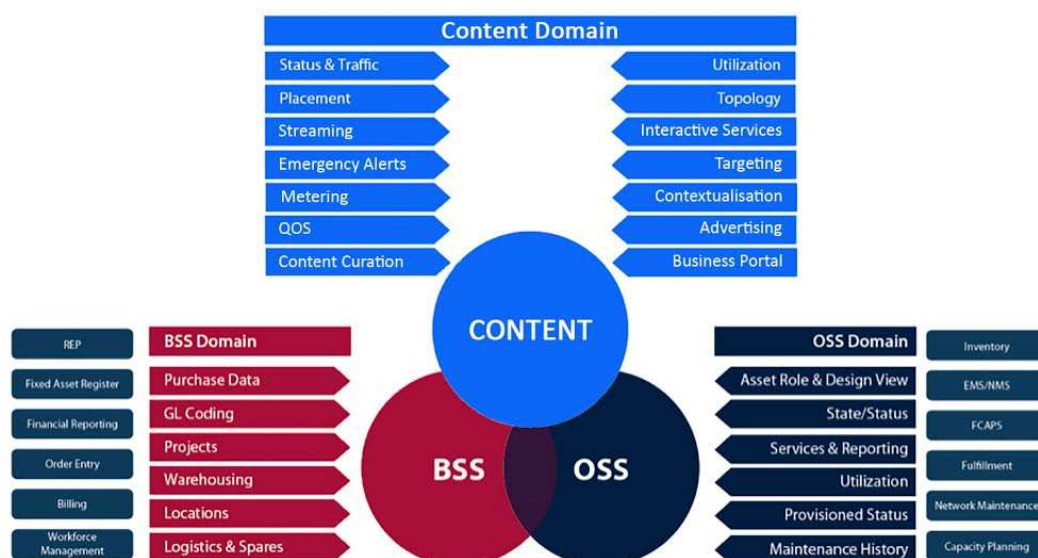 Content Domain
Status & Traffic
Placement
Streaming
Emergency Alerts
Metering
QOS
Content Curation
Utilization
Topology
Interactive Services
Targeting
Contextualisation
Advertising
Business Portal
CONTENT
BSS
OSS
REP
Fixed Asset Register
Financial Reporting
Order Entry
Billing
Workforce
Management
BSS Domain
Purchase Data
GL Coding
Projects
Warehousing
Locations
Logistics & Spares
OSS Domain
Asset Role & Design View
State/Status
Services & Reporting
Utilization
Provisioned Status
Maintenance History
Inventory
EMS/NMS
FCAPS
Fulfillment
Network Maintenance
Capacity Planning